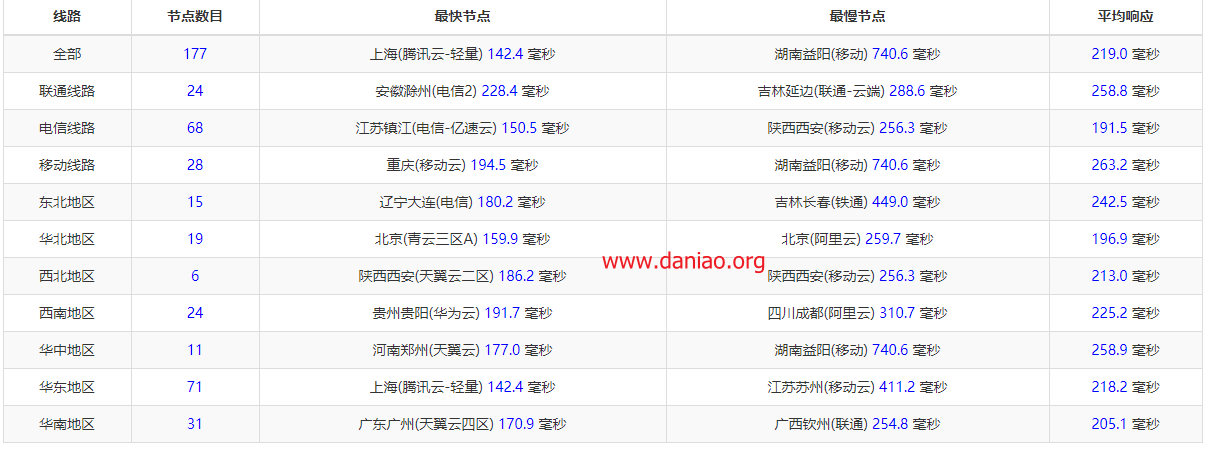 线路 节点数目 最快节点 最慢节点 平均响应
全部 177 上海(腾讯云-轻量) 142.4 毫秒 湖南益阳(移动) 740.6 毫秒 219.0 毫秒
联通线路 24 安徽滁州(电信2) 228.4 毫秒 吉林延边(联通-云端) 288.6 毫秒 258.8 毫秒
电信线路 68 江苏镇江(电信-亿速云) 150.5 毫秒 陕西西安(移动云) 256.3 毫秒 191.5 毫秒
移动线路 28 重庆(移动云) 194.5 毫秒 湖南益阳(移动) 740.6 毫秒 263.2 毫秒
东北地区 15 辽宁大连(电信) 180.2 毫秒 吉林长春(铁通) 449.0 毫秒 242.5 毫秒
华北地区 19 北京(青云三区A) 159.9 毫秒 北京(阿里云) 259.7 毫秒 196.9 毫秒
www.daniao.org
西北地区 6 陕西西安(天翼云二区) 186.2 毫秒 陕西西安(移动云) 256.3 毫秒 213.0 毫秒
西南地区 24 贵州贵阳(华为云) 191.7 毫秒 四川成都(阿里云) 310.7 毫秒 225.2 毫秒
华中地区 11 河南郑州(天翼云) 177.0 毫秒 湖南益阳(移动) 740.6 毫秒 258.9 毫秒
华东地区 71 上海(腾讯云-轻量) 142.4 毫秒 江苏苏州(移动云) 411.2 毫秒 218.2 毫秒
华南地区 31 广东广州(天翼云四区) 170.9 毫秒 广西钦州(联通) 254.8 毫秒 205.1 毫秒